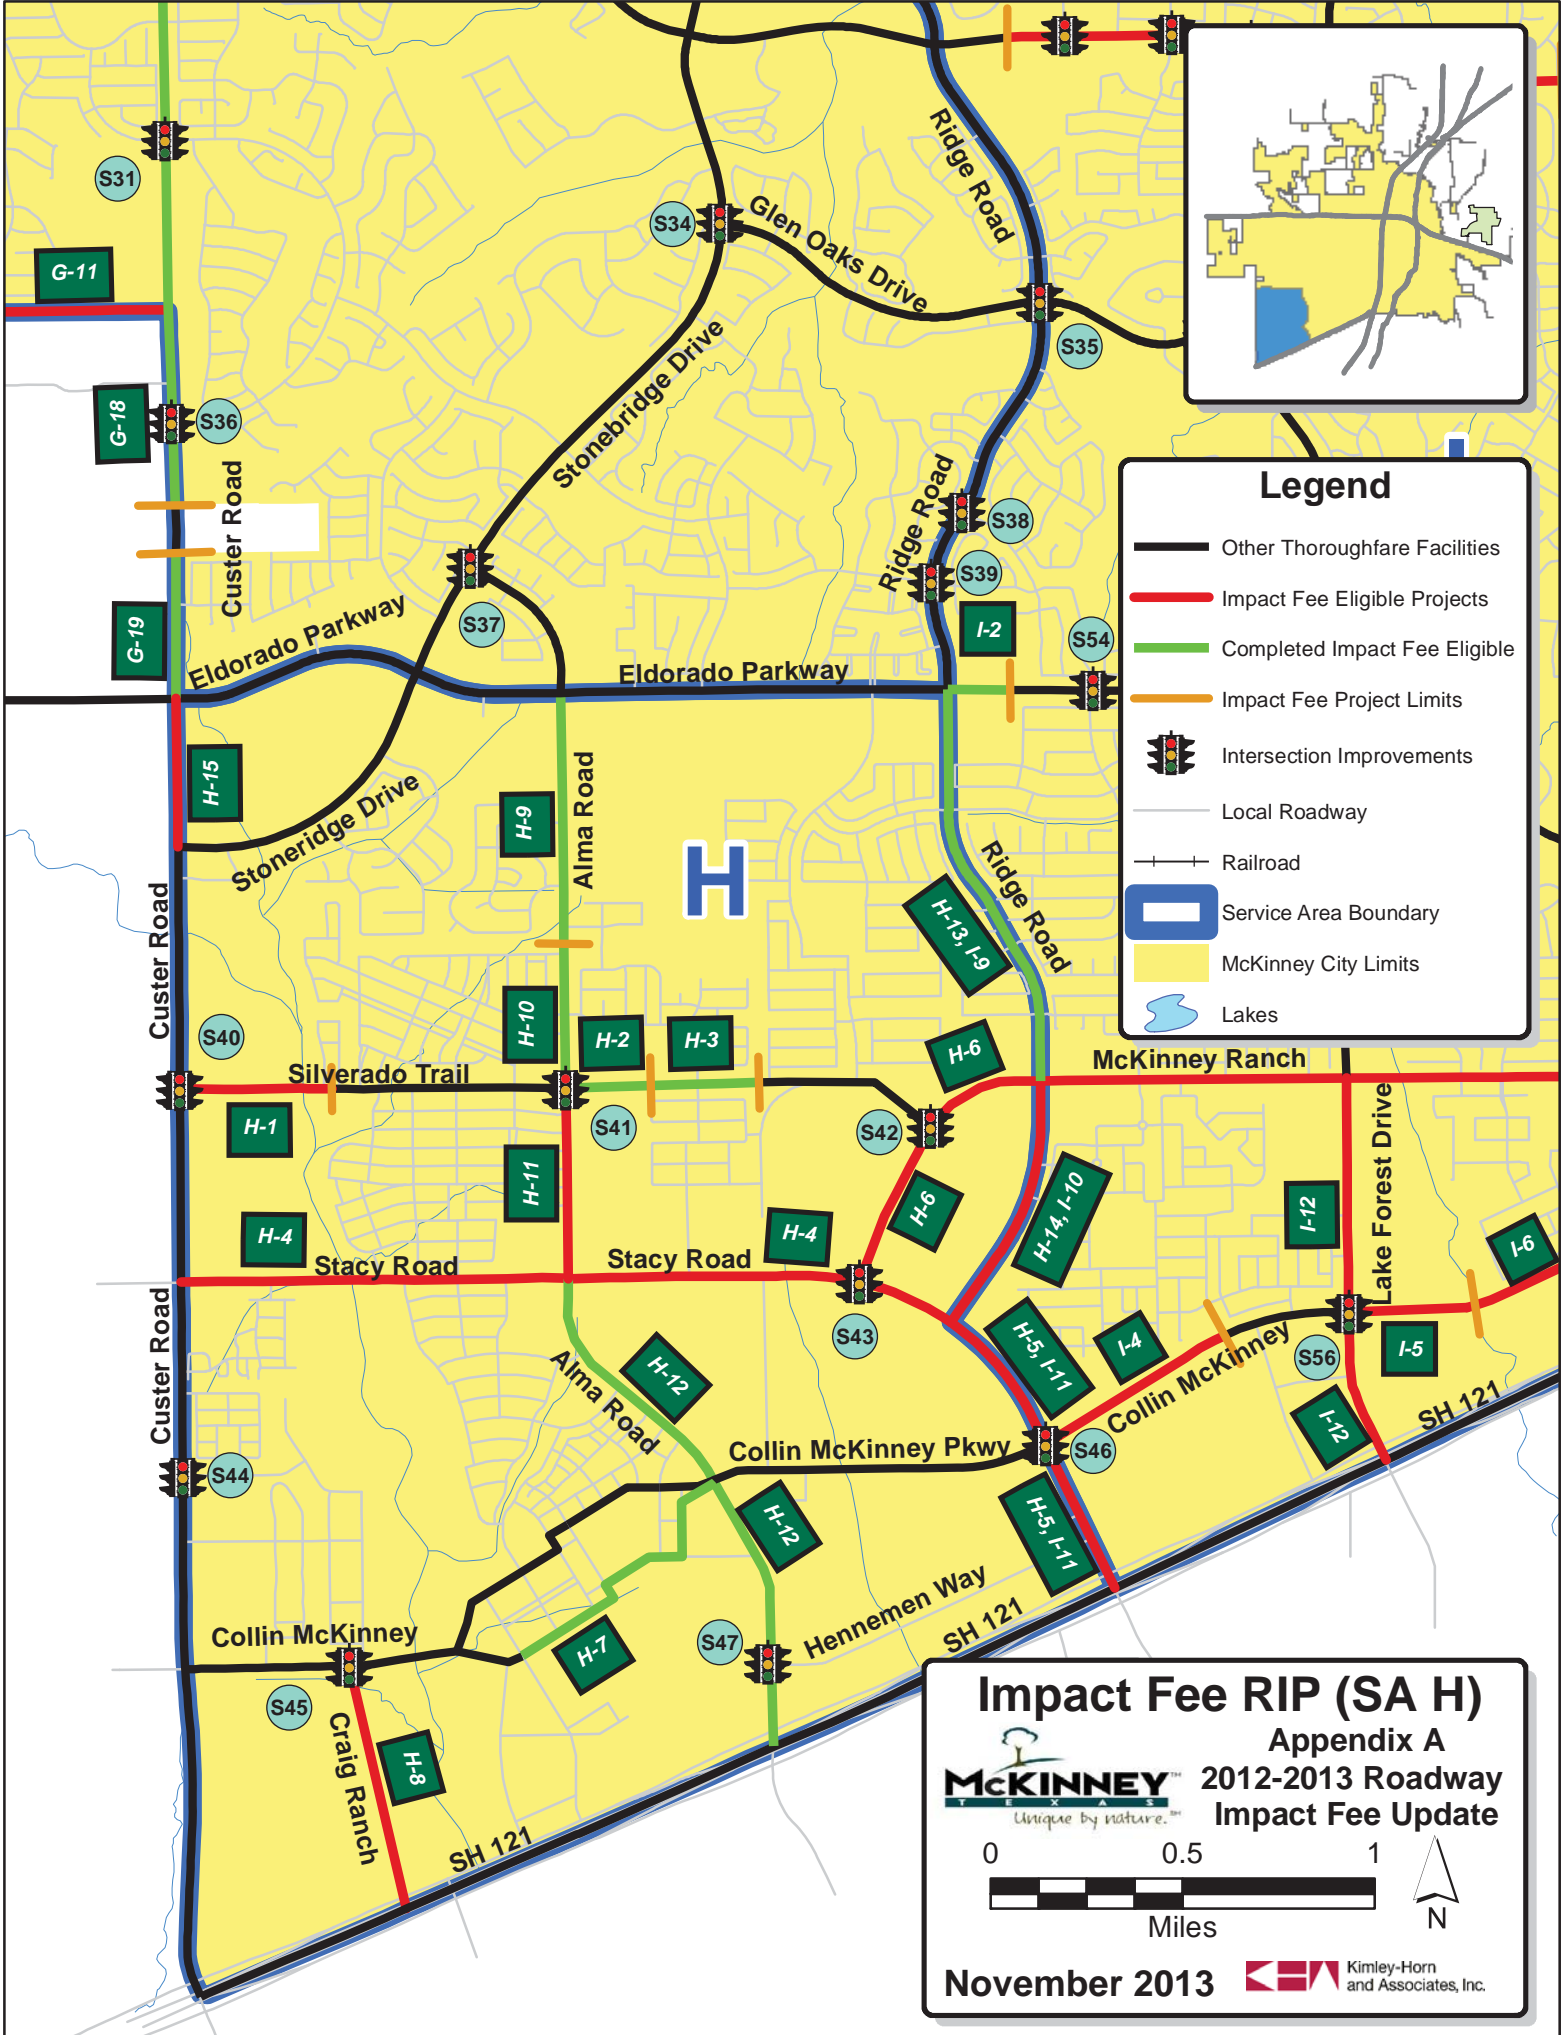 S31
G-11
S34
Glen Oaks Drive
Ridge Road
S35
G-18
S36
Stonebridge Drive
Custer Road
Ridge Road
S38
S39
G-19
S37
I-2
S54
Eldorado Parkway
Eldorado Parkway
Legend
Other Thoroughfare Facilities
Impact Fee Eligible Projects
Completed Impact Fee Eligible
Impact Fee Project Limits
Intersection Improvements
Local Roadway
Railroad
Service Area Boundary
McKinney City Limits
Lakes
H-15
Stoneridge Drive
H-9
Alma Road
H
Ridge Road
H-13, I-9
Custer Road
S40
H-10
H-2
H-3
H-6
McKinney Ranch
Silverado Trail
H-1
S41
S42
Lake Forest Drive
H-11
H-6
H-14, I-10
I-12
H-4
H-4
I-6
Stacy Road
Stacy Road
S43
Custer Road
H-12
Alma Road
H-5, I-11
I-4
S56
I-5
Collin McKinney
I-12
SH 121
S44
Collin McKinney Pkwy
S46
H-12
H-5, I-11
Hennemen Way
SH 121
Collin McKinney
H-7
S47
S45
Craig Ranch
H-8
SH 121
Impact Fee RIP (SA H)
McKINNEY™
TEXAS
Unique by nature.℠
Appendix A
2012-2013 Roadway
Impact Fee Update
0 0.5 1
Miles
N
November 2013
Kimley-Horn
and Associates, Inc.